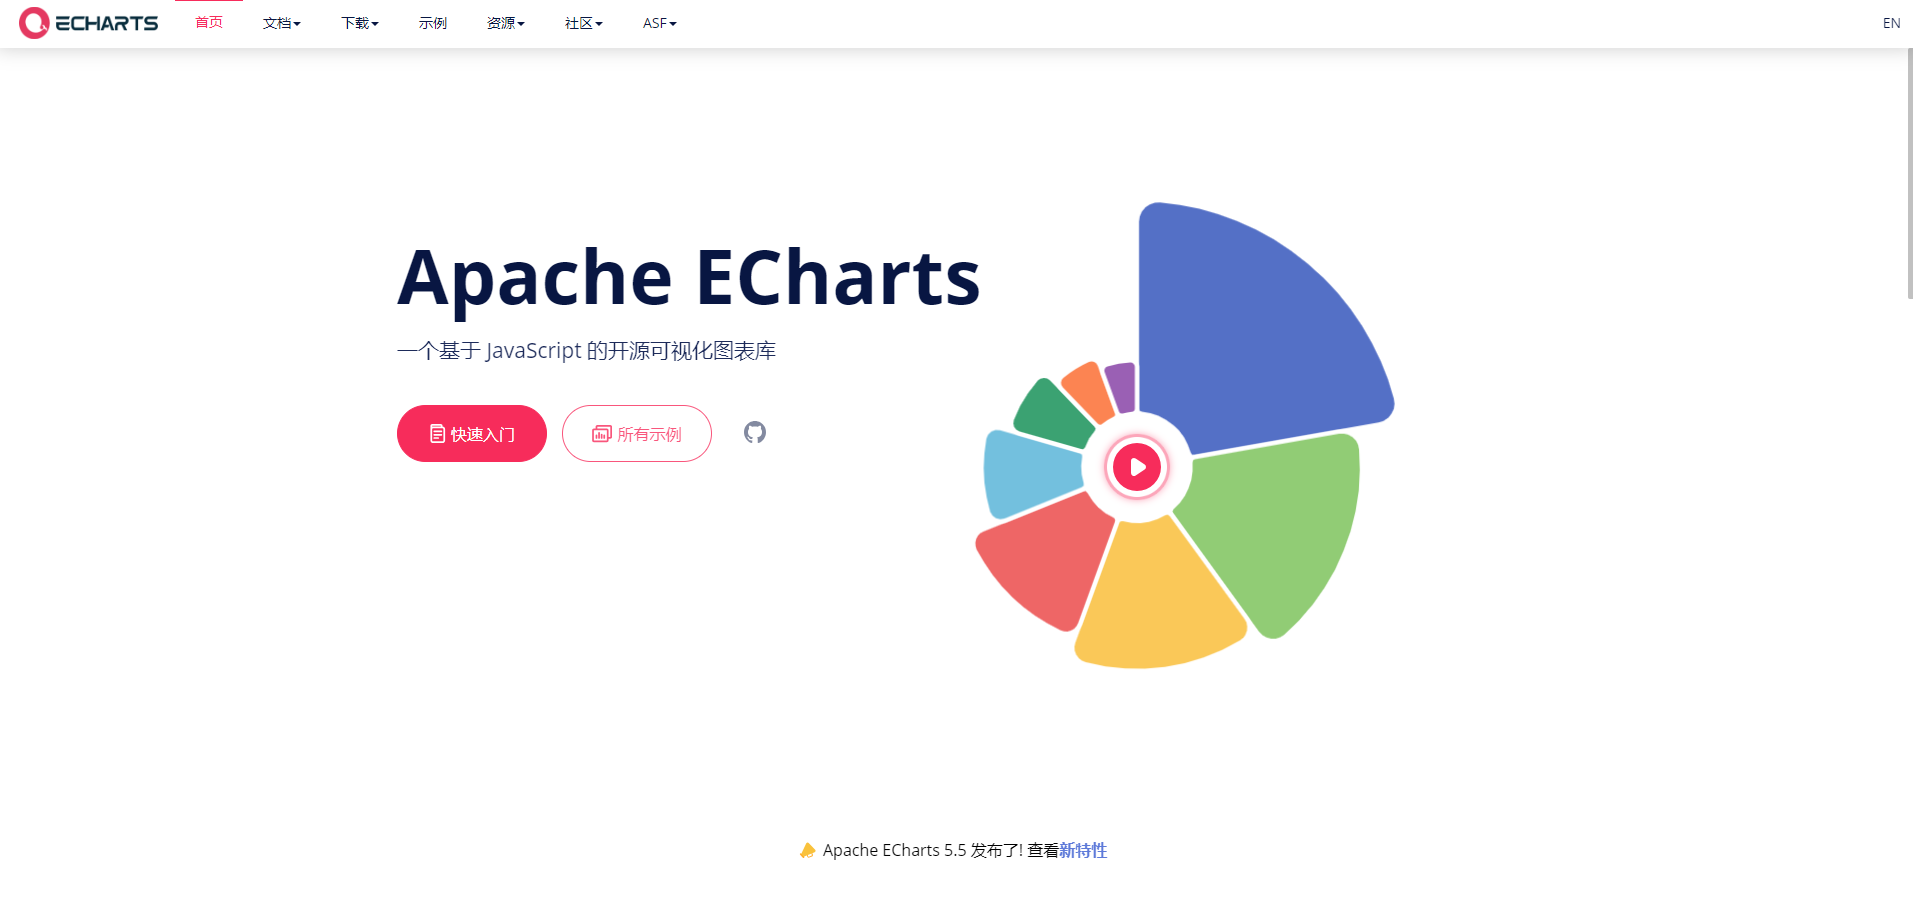 ECHARTS 首页 文档 下载 示例 资源 社区 ASF EN
Apache ECharts
一个基于 JavaScript 的开源可视化图表库
快速入门 所有示例
Apache ECharts 5.5 发布了! 查看新特性